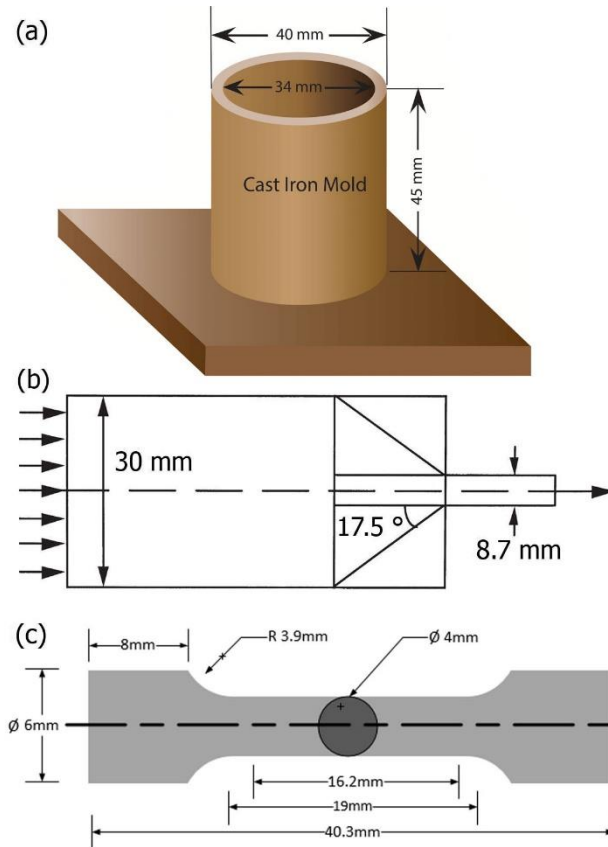 (a)
40 mm
34 mm
45 mm
Cast Iron Mold
(b)
30 mm
17.5 °
8.7 mm
(c)
R 3.9mm
Ø 4mm
8mm
Ø 6mm
16.2mm
19mm
40.3mm